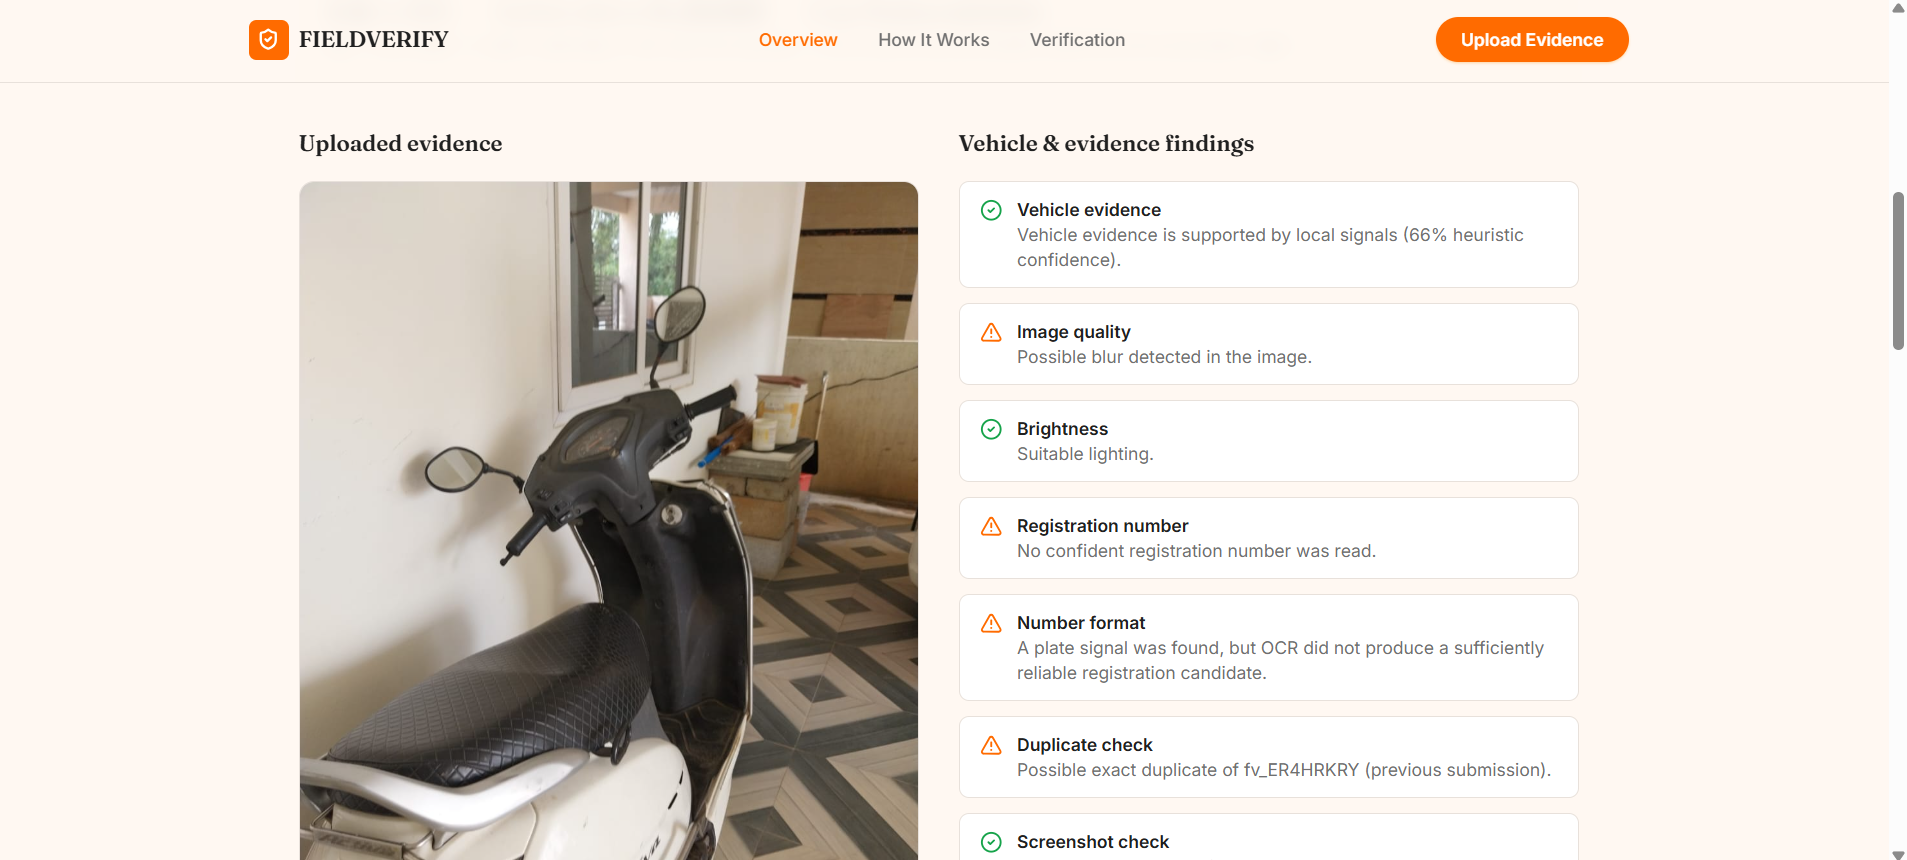 FIELDVERIFY
Overview
How It Works
Verification
Upload Evidence
Uploaded evidence
Vehicle & evidence findings
Vehicle evidence
Vehicle evidence is supported by local signals (66% heuristic
confidence).
Image quality
Possible blur detected in the image.
Brightness
Suitable lighting.
Registration number
No confident registration number was read.
Number format
A plate signal was found, but OCR did not produce a sufficiently
reliable registration candidate.
Duplicate check
Possible exact duplicate of fv_ER4HRKRY (previous submission).
Screenshot check